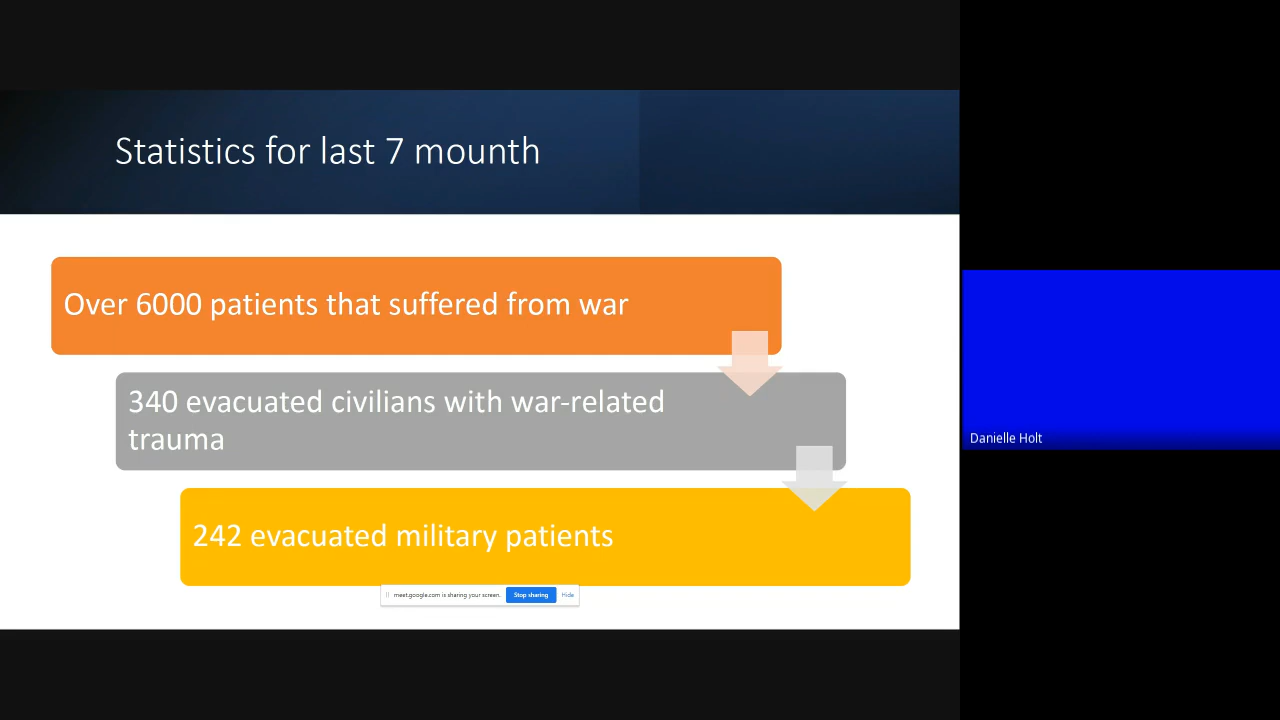 Statistics for last 7 mounth
Over 6000 patients that suffered from war
340 evacuated civilians with war-related
trauma
242 evacuated military patients
meet.google.com is sharing your screen.
Stop sharing
Hide
Danielle Holt